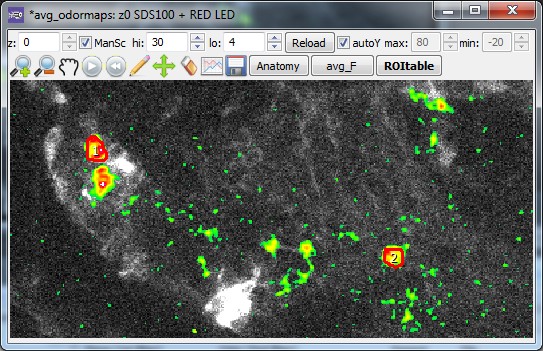 *avg_odormaps: z0 SDS100 + RED LED
z: 0 ManSc hi: 30 lo: 4 Reload autoY max: 80 min: -20
Anatomy avg_F ROItable
1
2